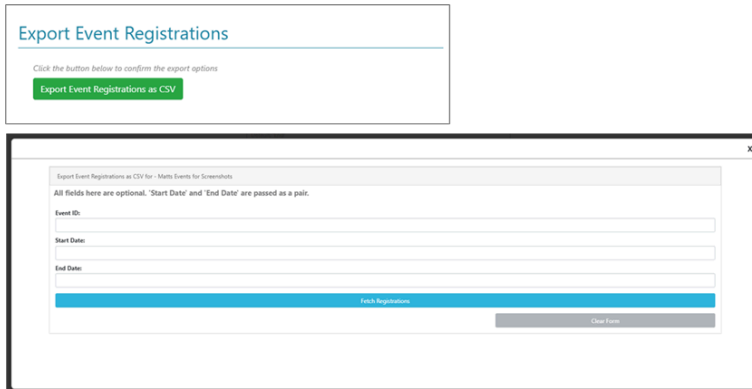 Export Event Registrations
Click the button below to confirm the export options
Export Event Registrations as CSV
X
Export Event Registrations as CSV for - Matts Events for Screenshots
All fields here are optional. 'Start Date' and 'End Date' are passed as a pair.
Event ID:
Start Date:
End Date:
Fetch Registrations
Clear Form